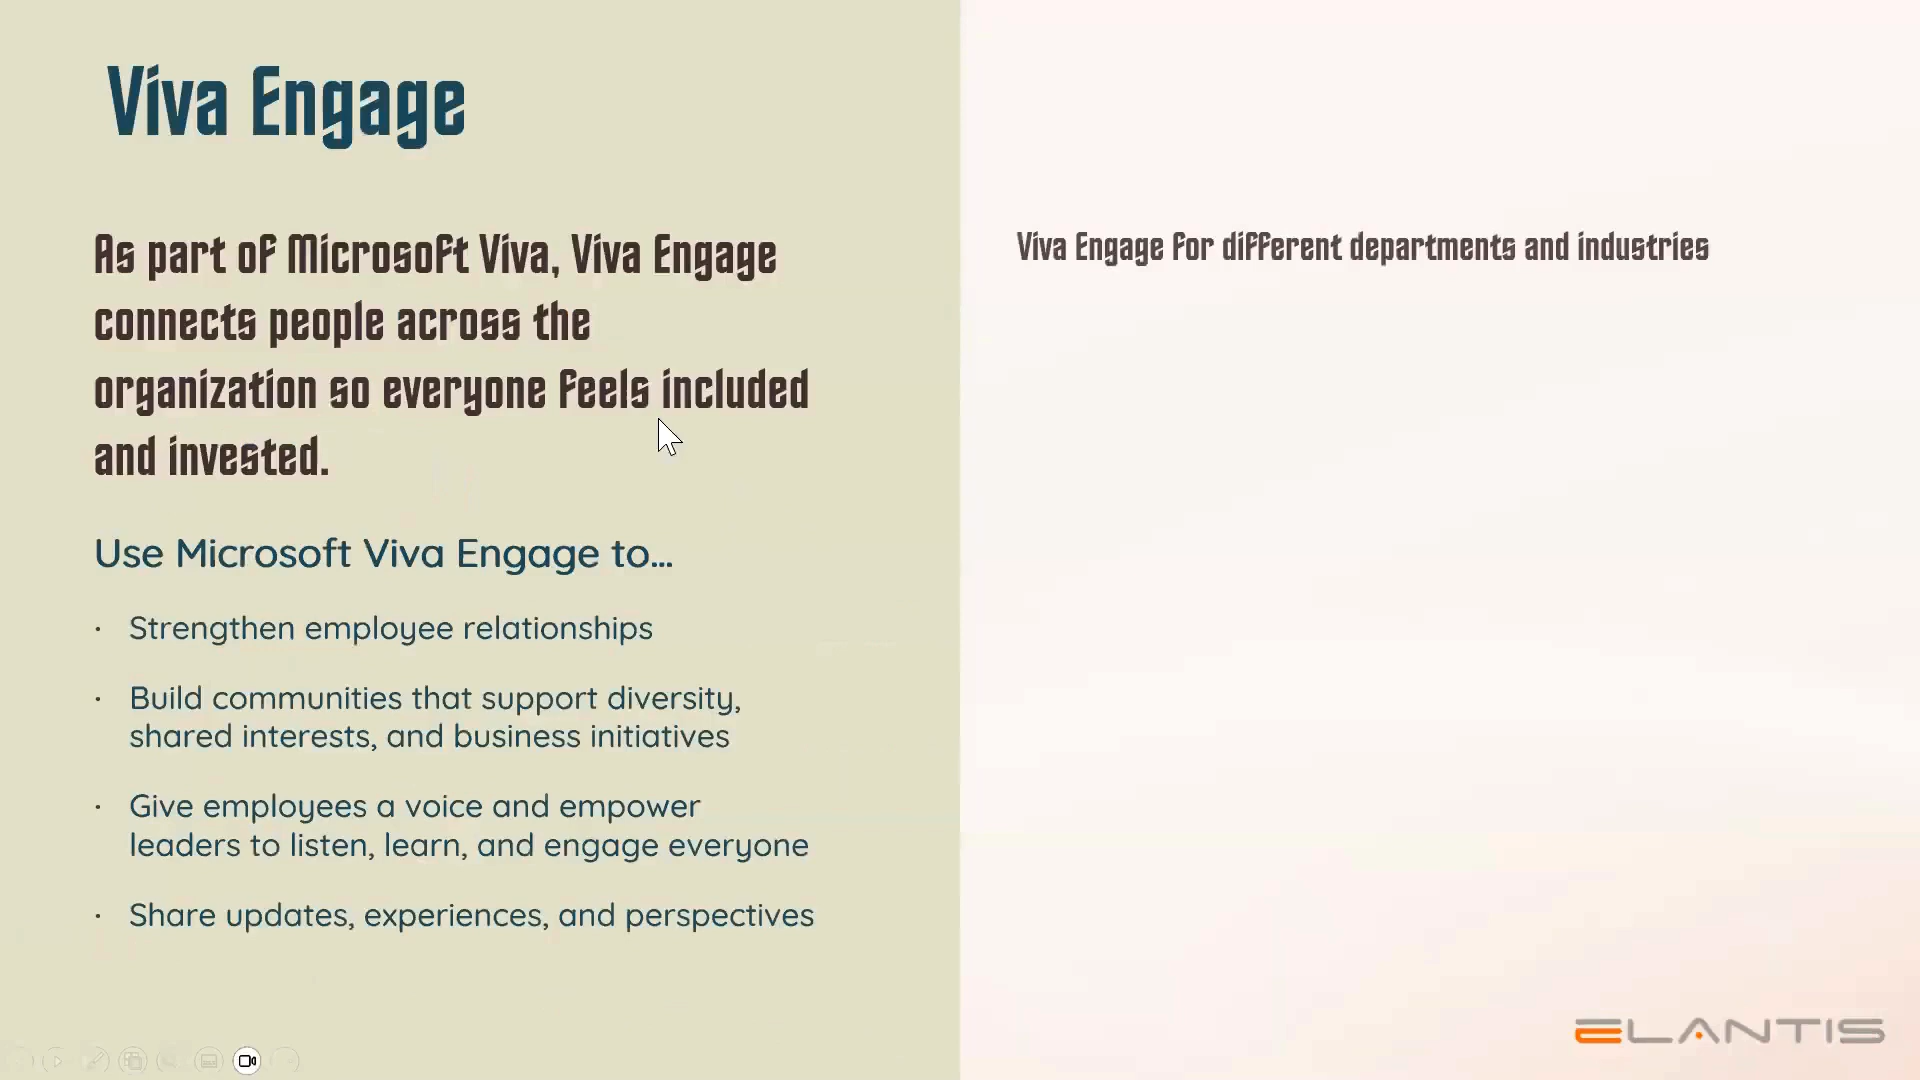 Viva Engage
As part of Microsoft Viva, Viva Engage
connects people across the
organization so everyone feels included
and invested.
Use Microsoft Viva Engage to...
· Strengthen employee relationships
· Build communities that support diversity,
shared interests, and business initiatives
· Give employees a voice and empower
leaders to listen, learn, and engage everyone
· Share updates, experiences, and perspectives
Viva Engage for different departments and industries
ELANTIS